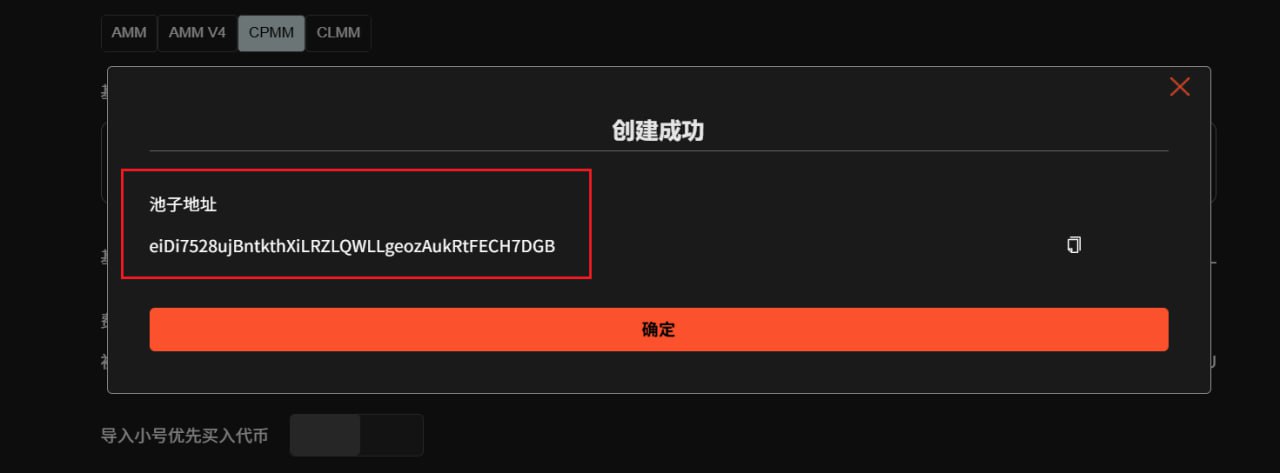 AMM AMM V4 CPMM CLMM
创建成功
池子地址
eiDi7528ujBntkthXiLRZLQWLLgeozAukRtFECH7DGB
确定
导入小号优先买入代币